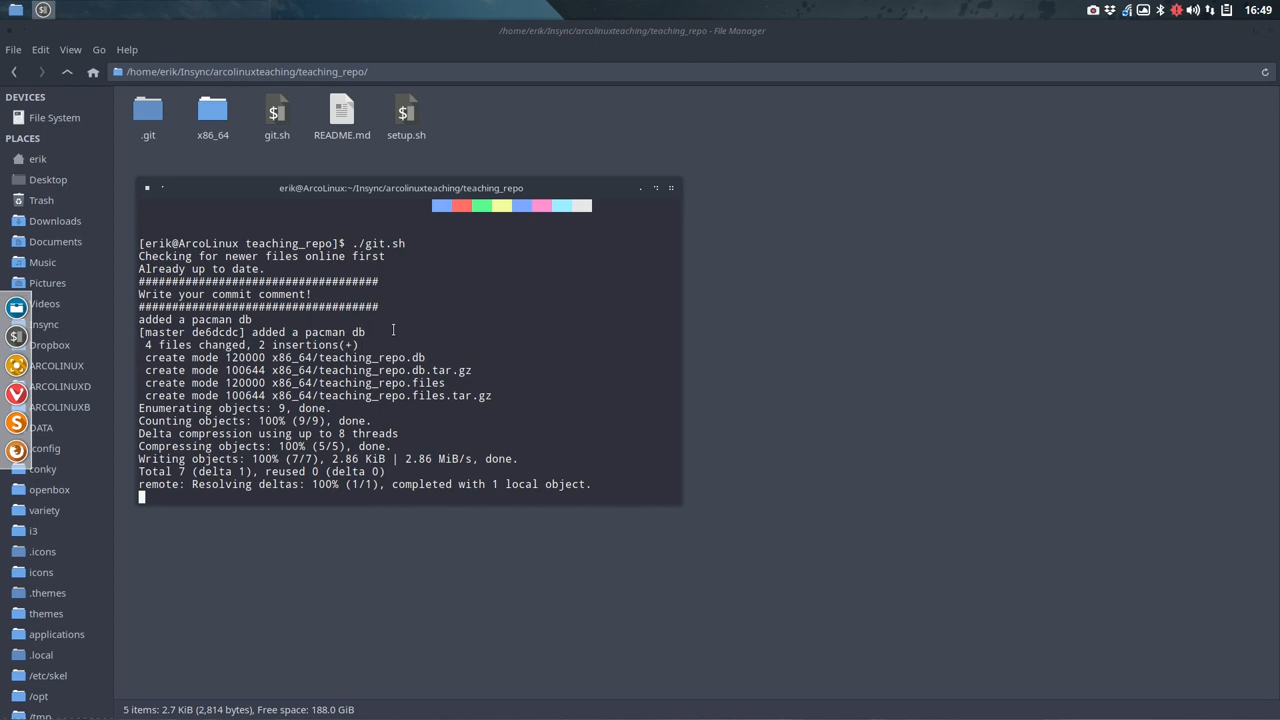 16:49
/home/erik/Insync/arcolinuxteaching/teaching_repo - File Manager
File Edit View Go Help
/home/erik/Insync/arcolinuxteaching/teaching_repo/
DEVICES
File System
PLACES
erik
Desktop
Trash
Downloads
Documents
Music
Pictures
Videos
Insync
Dropbox
ARCOLINUX
ARCOLINUXD
ARCOLINUXB
DATA
.config
conky
openbox
variety
i3
.icons
icons
.themes
themes
applications
.local
/etc/skel
/opt
/tmp
.git x86_64 git.sh README.md setup.sh
erik@ArcoLinux:~/Insync/arcolinuxteaching/teaching_repo
[erik@ArcoLinux teaching_repo]$ ./git.sh
Checking for newer files online first
Already up to date.
####################################
Write your commit comment!
####################################
added a pacman db
[master de6dcdc] added a pacman db
4 files changed, 2 insertions(+)
create mode 120000 x86_64/teaching_repo.db
create mode 100644 x86_64/teaching_repo.db.tar.gz
create mode 120000 x86_64/teaching_repo.files
create mode 100644 x86_64/teaching_repo.files.tar.gz
Enumerating objects: 9, done.
Counting objects: 100% (9/9), done.
Delta compression using up to 8 threads
Compressing objects: 100% (5/5), done.
Writing objects: 100% (7/7), 2.86 KiB | 2.86 MiB/s, done.
Total 7 (delta 1), reused 0 (delta 0)
remote: Resolving deltas: 100% (1/1), completed with 1 local object.
5 items: 2.7 KiB (2,814 bytes), Free space: 188.0 GiB